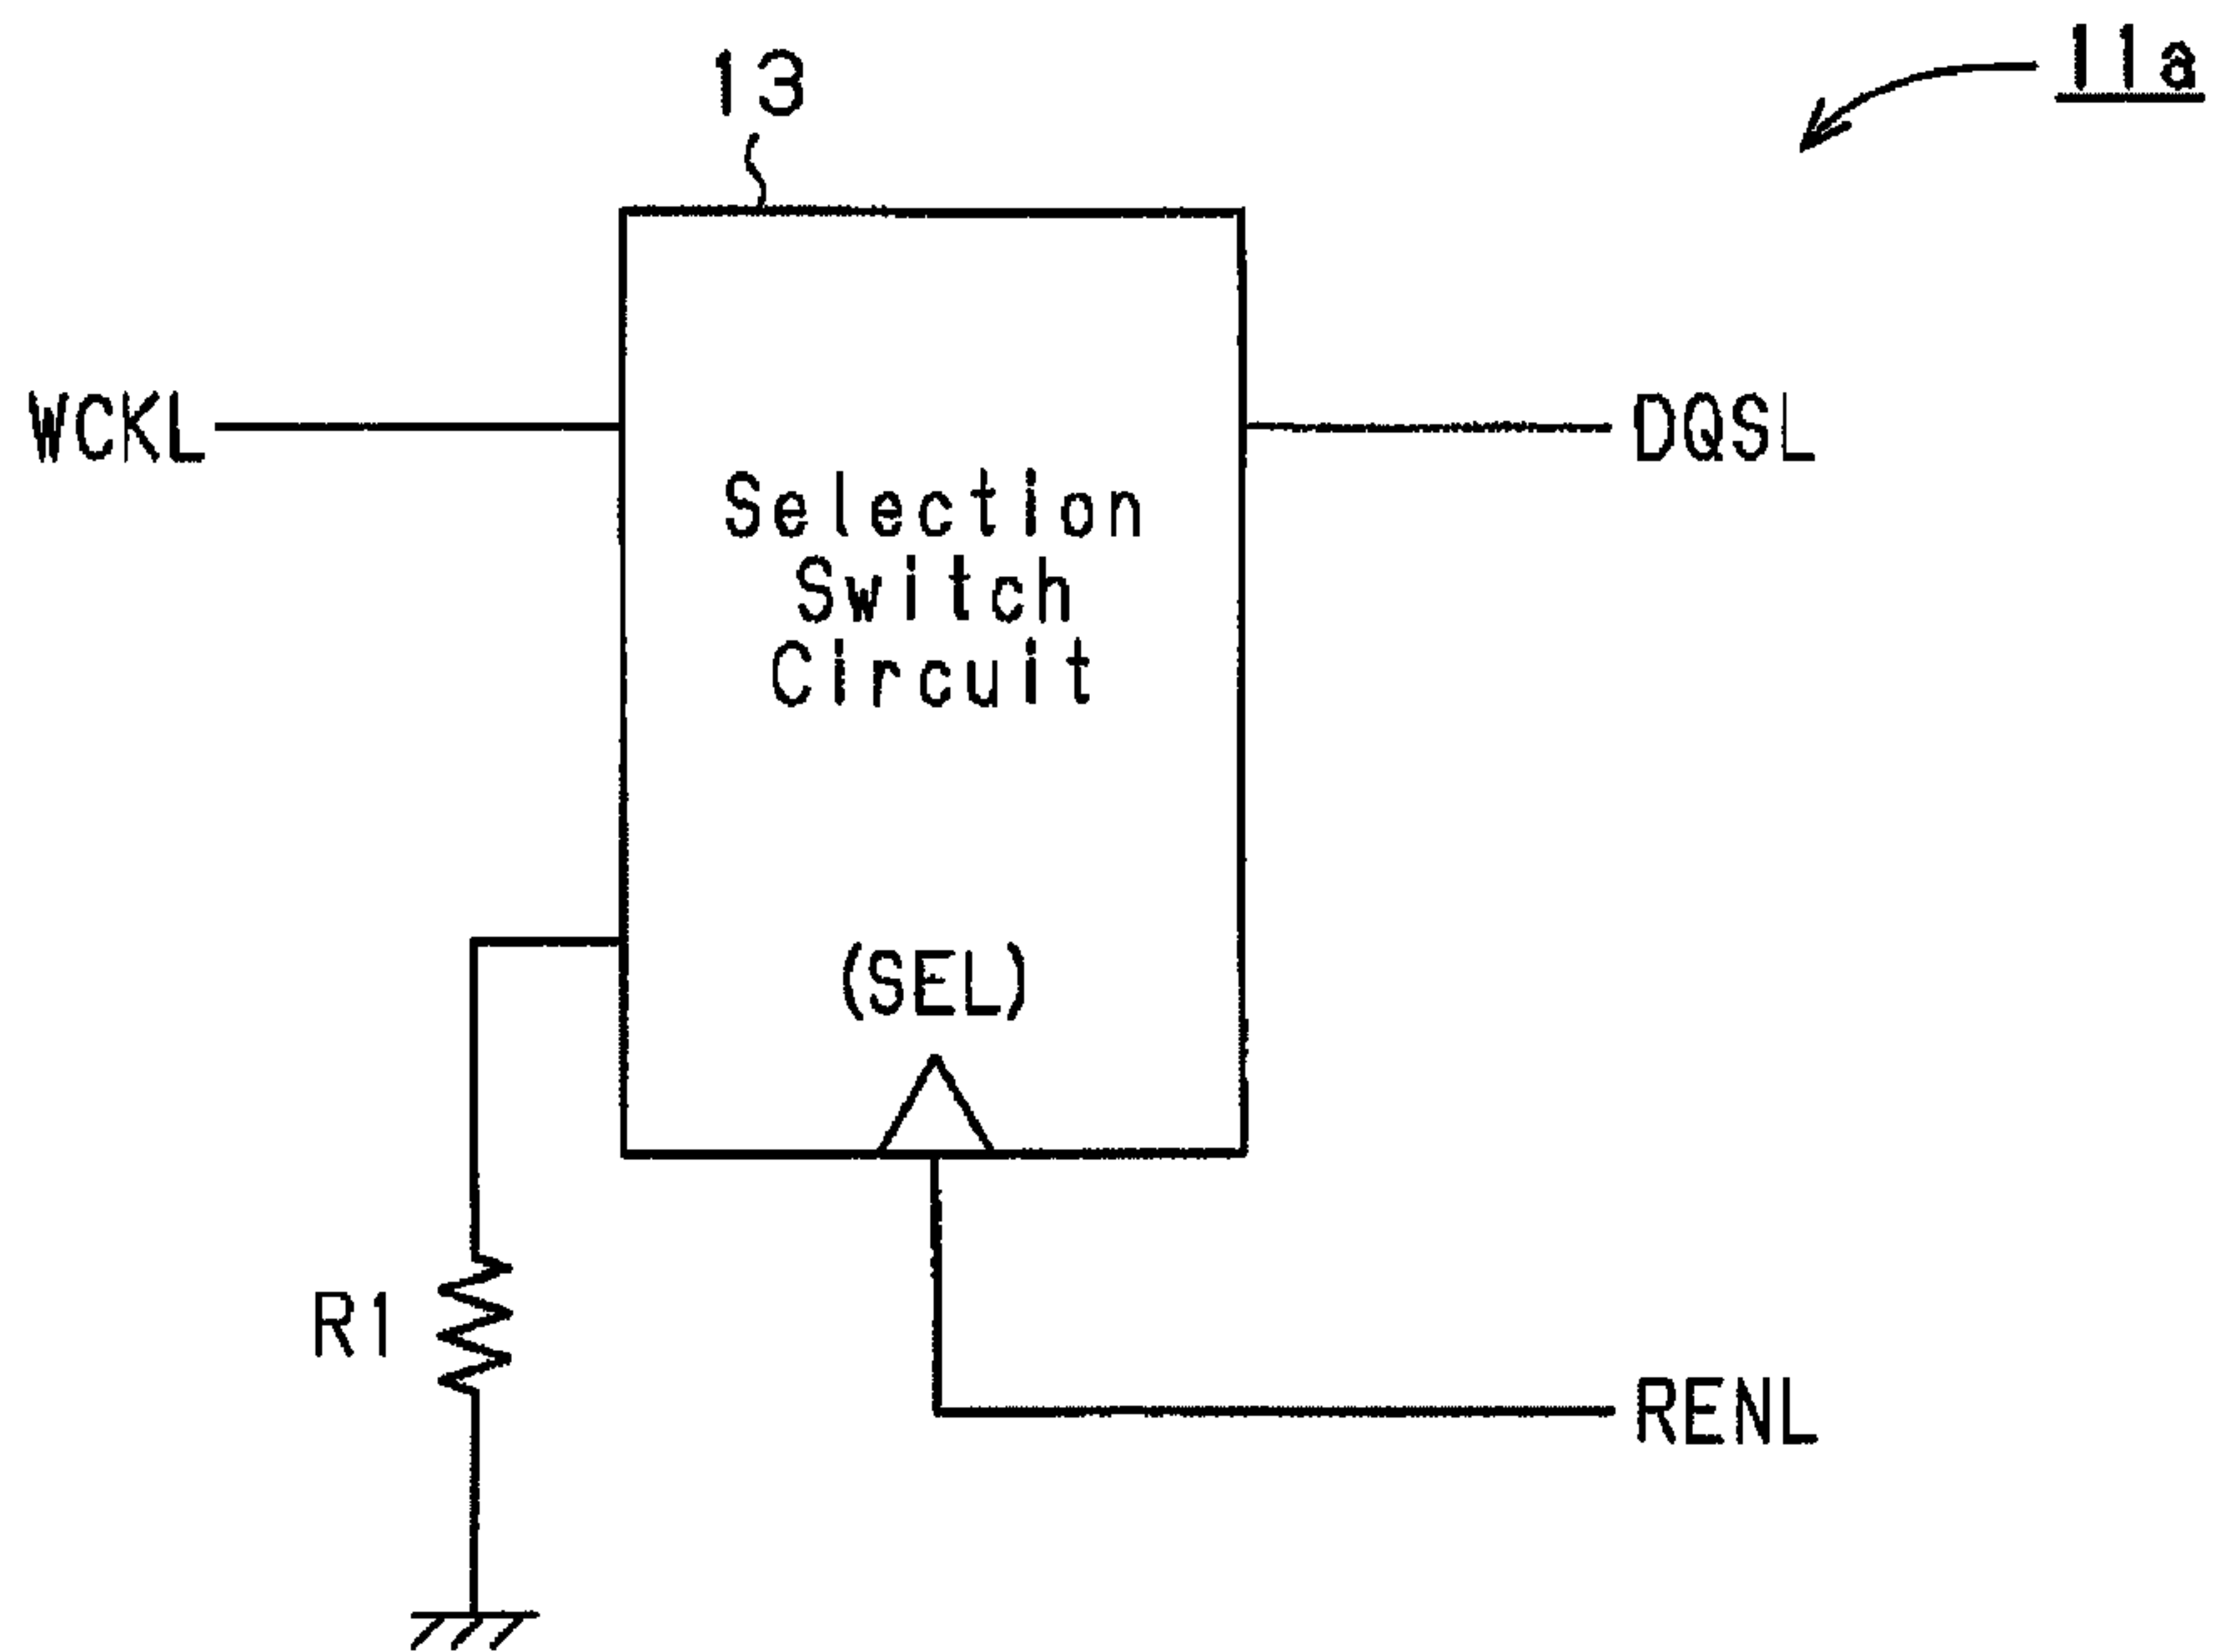 13
11a
WCKL
DQSL
Selection
Switch
Circuit
(SEL)
R1
RENL